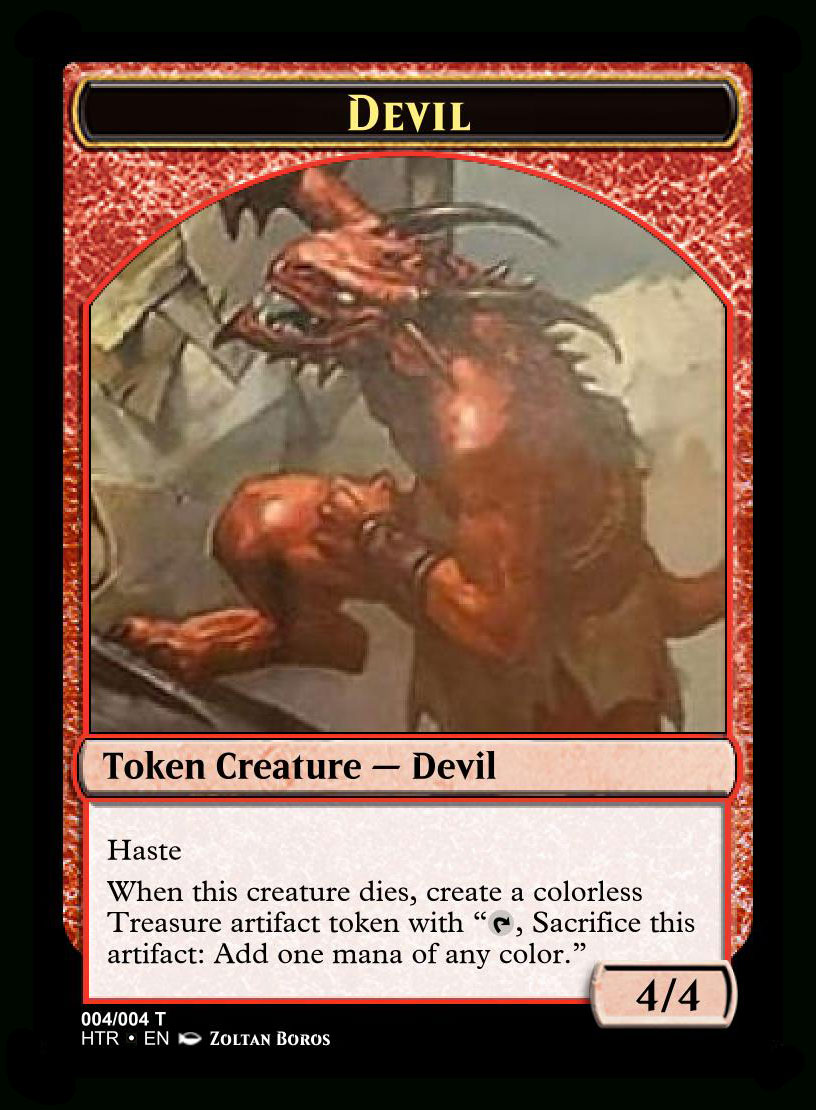 Devil
Token Creature — Devil
Haste
When this creature dies, create a colorless
Treasure artifact token with “, Sacrifice this
artifact: Add one mana of any color.”
4/4
004/004 T
HTR • EN Zoltan Boros